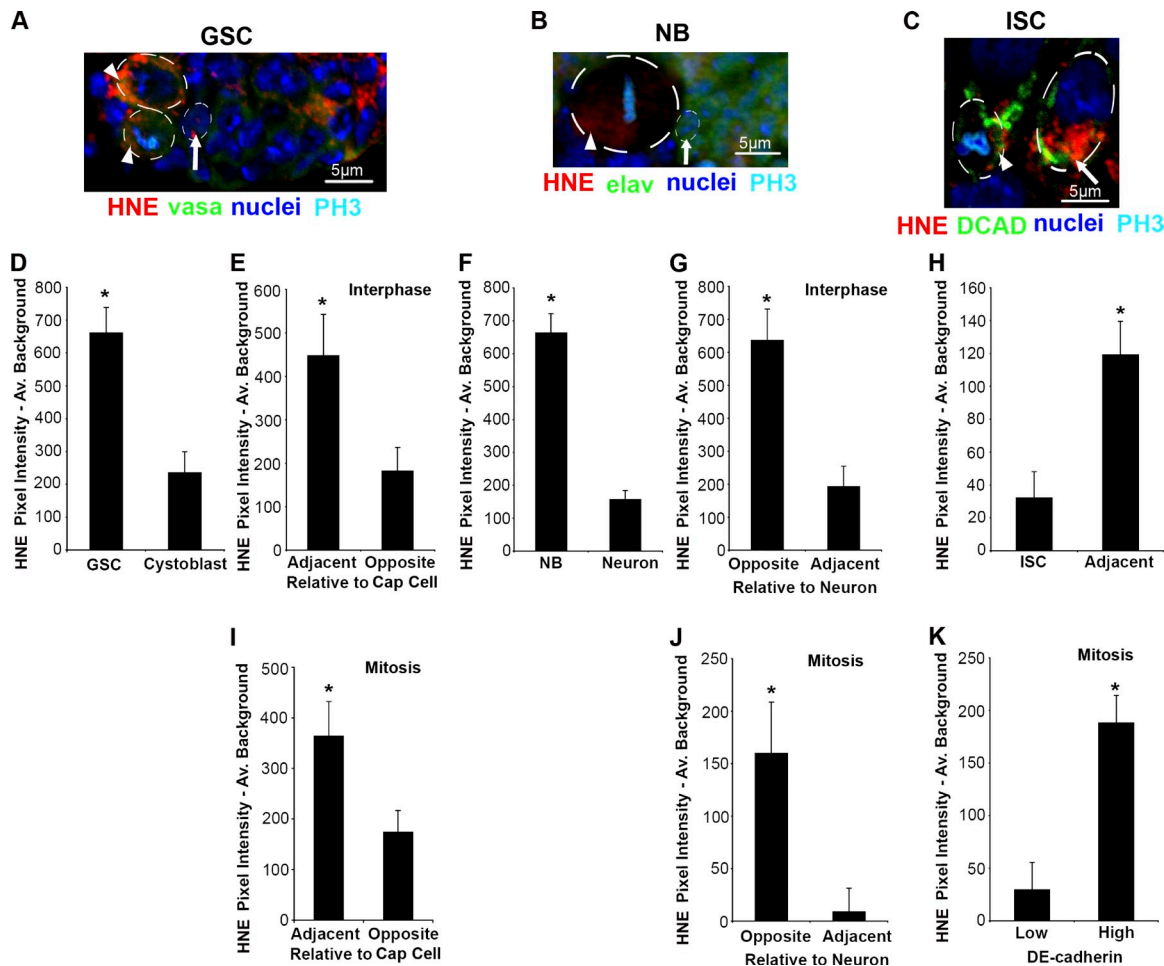 A
GSC
5µm
HNE vasa nuclei PH3
B
NB
5µm
HNE elav nuclei PH3
C
ISC
5µm
HNE DCAD nuclei PH3
D
HNE Pixel Intensity - Av. Background
800
700
600
500
400
300
200
100
0
*
GSC Cystoblast
E
Interphase
HNE Pixel Intensity - Av. Background
600
500
400
300
200
100
0
*
Adjacent Opposite
Relative to Cap Cell
F
HNE Pixel Intensity - Av. Background
800
700
600
500
400
300
200
100
0
*
NB Neuron
G
Interphase
HNE Pixel Intensity - Av. Background
800
700
600
500
400
300
200
100
0
*
Opposite Adjacent
Relative to Neuron
H
HNE Pixel Intensity - Av. Background
160
140
120
100
80
60
40
20
0
*
ISC Adjacent
I
Mitosis
HNE Pixel Intensity - Av. Background
500
400
300
200
100
0
*
Adjacent Opposite
Relative to Cap Cell
J
Mitosis
HNE Pixel Intensity - Av. Background
250
200
150
100
50
0
*
Opposite Adjacent
Relative to Neuron
K
Mitosis
HNE Pixel Intensity - Av. Background
250
200
150
100
50
0
*
Low High
DE-cadherin